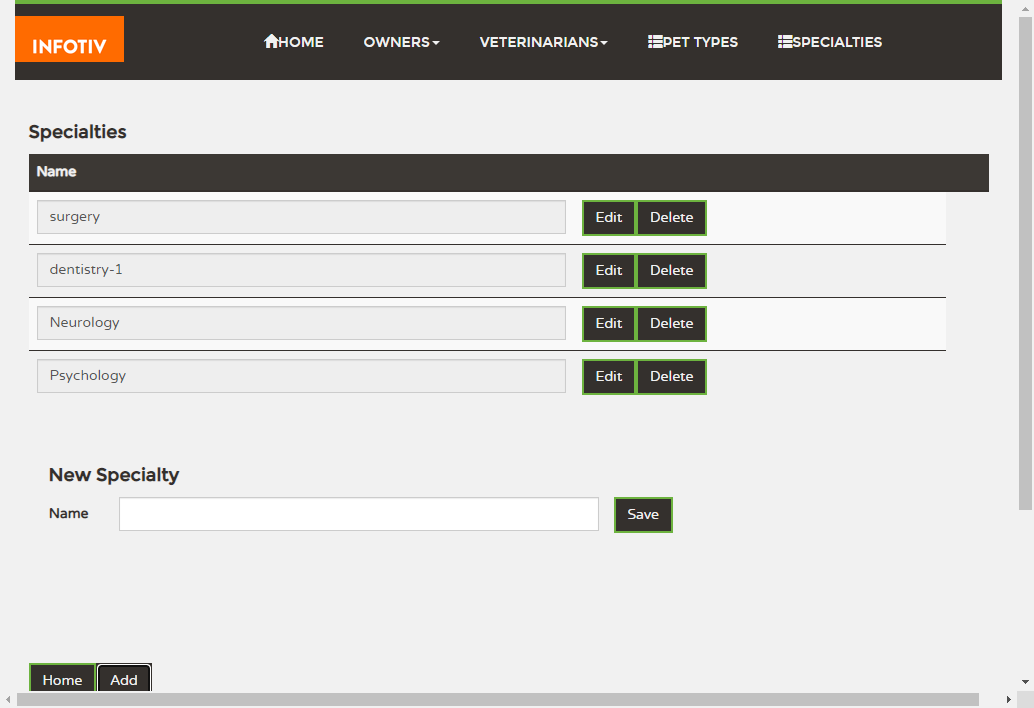 INFOTIV
HOME OWNERS VETERINARIANS PET TYPES SPECIALTIES
Specialties
Name
surgery Edit Delete
dentistry-1 Edit Delete
Neurology Edit Delete
Psychology Edit Delete
New Specialty
Name Save
Home Add